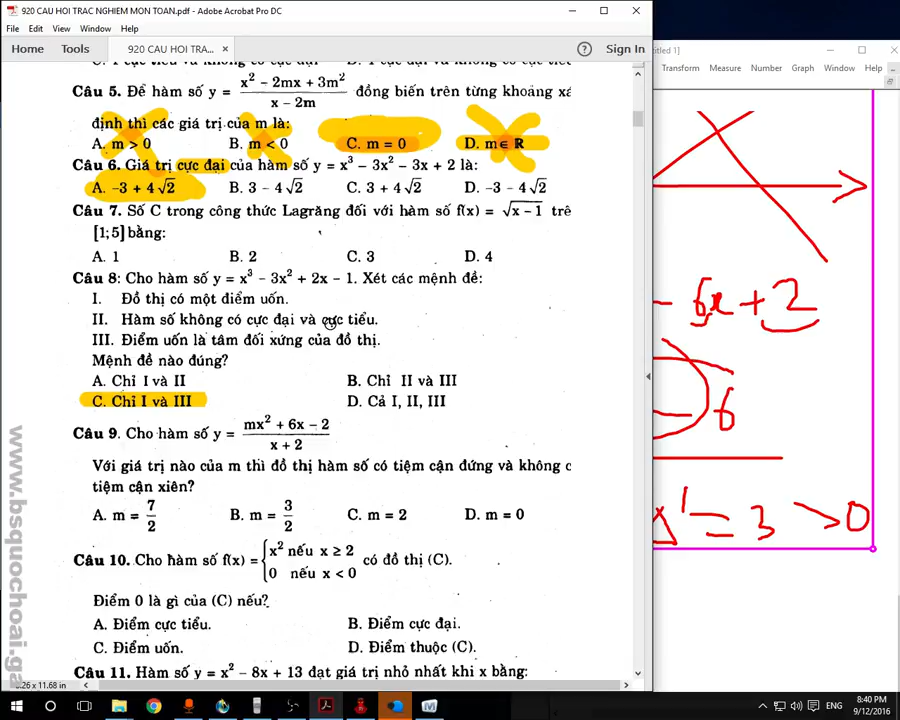 920 CAU HOI TRAC NGHIEM MON TOAN.pdf - Adobe Acrobat Pro DC
File Edit View Window Help
Home Tools 920 CAU HOI TRA... × Sign In
Câu 5. Để hàm số y = (x² − 2mx + 3m²)/(x − 2m) đồng biến trên từng khoảng xá
định thì các giá trị của m là:
A. m > 0 B. m < 0 C. m = 0 D. m ∈ R
Câu 6. Giá trị cực đại của hàm số y = x³ − 3x² − 3x + 2 là:
A. -3 + 4√2 B. 3 − 4√2 C. 3 + 4√2 D. -3 − 4√2
Câu 7. Số C trong công thức Lagrăng đối với hàm số f(x) = √(x−1) trê
[1;5] bằng:
A. 1 B. 2 C. 3 D. 4
Câu 8: Cho hàm số y = x³ − 3x² + 2x − 1. Xét các mệnh đề:
I. Đồ thị có một điểm uốn.
II. Hàm số không có cực đại và cực tiểu.
III. Điểm uốn là tâm đối xứng của đồ thị.
Mệnh đề nào đúng?
A. Chỉ I và II B. Chỉ II và III
C. Chỉ I và III D. Cả I, II, III
Câu 9. Cho hàm số y = (mx² + 6x − 2)/(x + 2)
Với giá trị nào của m thì đồ thị hàm số có tiệm cận đứng và không c
tiệm cận xiên?
A. m = 7/2 B. m = 3/2 C. m = 2 D. m = 0
Câu 10. Cho hàm số f(x) = {x² nếu x ≥ 2
0 nếu x < 0 có đồ thị (C).
Điểm 0 là gì của (C) nếu?
A. Điểm cực tiểu. B. Điểm cực đại.
C. Điểm uốn. D. Điểm thuộc (C).
Câu 11. Hàm số y = x² − 8x + 13 đạt giá trị nhỏ nhất khi x bằng:
www.bsquochoai.ga
8.26 x 11.68 in
titled 1]
Transform Measure Number Graph Window Help
− 6x + 2
6
Δ' = 3 > 0
ENG
8:40 PM
9/12/2016